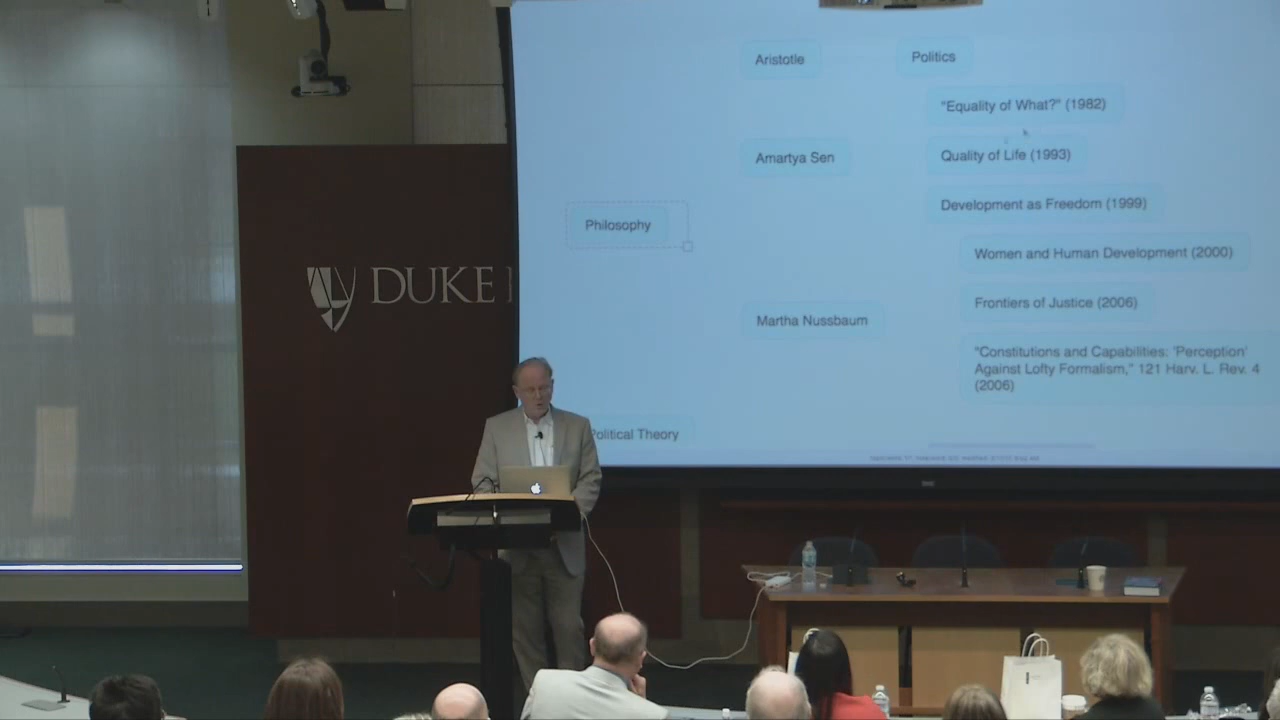 Aristotle
Politics
"Equality of What?" (1982)
Amartya Sen
Quality of Life (1993)
Development as Freedom (1999)
Philosophy
Women and Human Development (2000)
Frontiers of Justice (2006)
Martha Nussbaum
"Constitutions and Capabilities: 'Perception'
Against Lofty Formalism," 121 Harv. L. Rev. 4
(2006)
Political Theory
DUKE